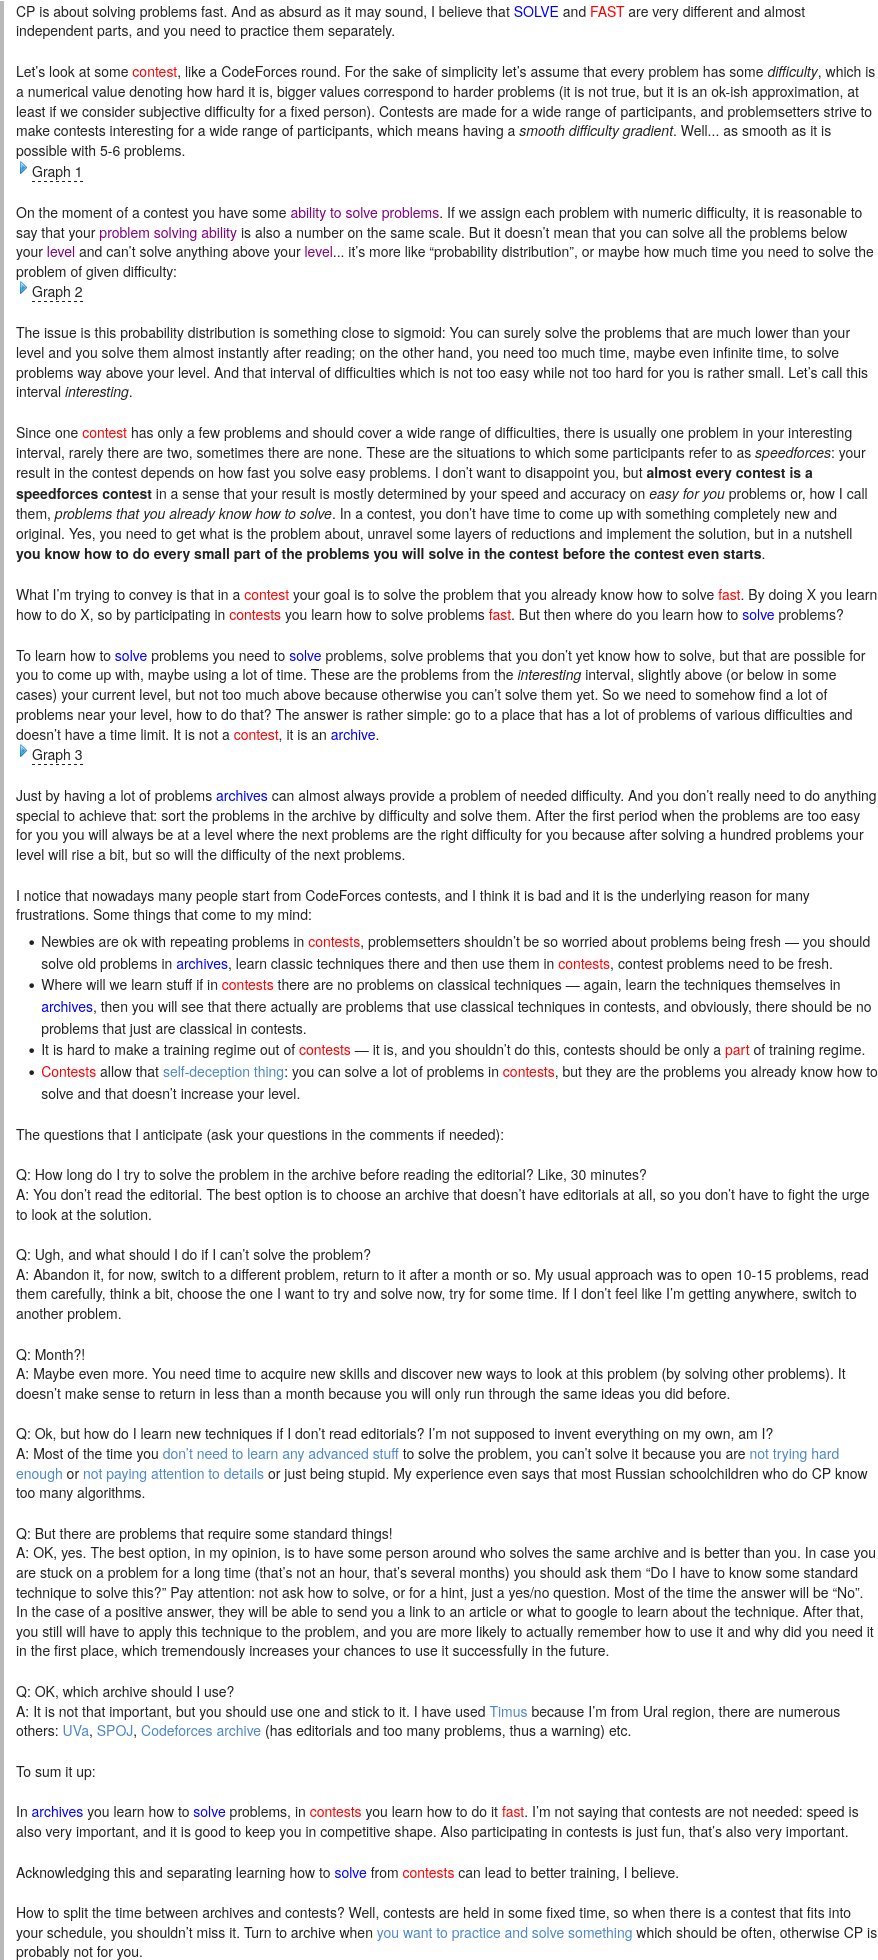 CP is about solving problems fast. And as absurd as it may sound, I believe that SOLVE and FAST are very different and almost
independent parts, and you need to practice them separately.
Let's look at some contest, like a CodeForces round. For the sake of simplicity let's assume that every problem has some difficulty, which is
a numerical value denoting how hard it is, bigger values correspond to harder problems (it is not true, but it is an ok-ish approximation, at
least if we consider subjective difficulty for a fixed person). Contests are made for a wide range of participants, and problemsetters strive to
make contests interesting for a wide range of participants, which means having a smooth difficulty gradient. Well... as smooth as it is
possible with 5-6 problems.
Graph 1
On the moment of a contest you have some ability to solve problems. If we assign each problem with numeric difficulty, it is reasonable to
say that your problem solving ability is also a number on the same scale. But it doesn't mean that you can solve all the problems below
your level and can't solve anything above your level... it's more like “probability distribution”, or maybe how much time you need to solve the
problem of given difficulty:
Graph 2
The issue is this probability distribution is something close to sigmoid: You can surely solve the problems that are much lower than your
level and you solve them almost instantly after reading; on the other hand, you need too much time, maybe even infinite time, to solve
problems way above your level. And that interval of difficulties which is not too easy while not too hard for you is rather small. Let's call this
interval interesting.
Since one contest has only a few problems and should cover a wide range of difficulties, there is usually one problem in your interesting
interval, rarely there are two, sometimes there are none. These are the situations to which some participants refer to as speedforces: your
result in the contest depends on how fast you solve easy problems. I don't want to disappoint you, but almost every contest is a
speedforces contest in a sense that your result is mostly determined by your speed and accuracy on easy for you problems or, how I call
them, problems that you already know how to solve. In a contest, you don't have time to come up with something completely new and
original. Yes, you need to get what is the problem about, unravel some layers of reductions and implement the solution, but in a nutshell
you know how to do every small part of the problems you will solve in the contest before the contest even starts.
What I'm trying to convey is that in a contest your goal is to solve the problem that you already know how to solve fast. By doing X you learn
how to do X, so by participating in contests you learn how to solve problems fast. But then where do you learn how to solve problems?
To learn how to solve problems you need to solve problems, solve problems that you don't yet know how to solve, but that are possible for
you to come up with, maybe using a lot of time. These are the problems from the interesting interval, slightly above (or below in some
cases) your current level, but not too much above because otherwise you can't solve them yet. So we need to somehow find a lot of
problems near your level, how to do that? The answer is rather simple: go to a place that has a lot of problems of various difficulties and
doesn't have a time limit. It is not a contest, it is an archive.
Graph 3
Just by having a lot of problems archives can almost always provide a problem of needed difficulty. And you don't really need to do anything
special to achieve that: sort the problems in the archive by difficulty and solve them. After the first period when the problems are too easy
for you you will always be at a level where the next problems are the right difficulty for you because after solving a hundred problems your
level will rise a bit, but so will the difficulty of the next problems.
I notice that nowadays many people start from CodeForces contests, and I think it is bad and it is the underlying reason for many
frustrations. Some things that come to my mind:
• Newbies are ok with repeating problems in contests, problemsetters shouldn't be so worried about problems being fresh — you should
solve old problems in archives, learn classic techniques there and then use them in contests, contest problems need to be fresh.
• Where will we learn stuff if in contests there are no problems on classical techniques — again, learn the techniques themselves in
archives, then you will see that there actually are problems that use classical techniques in contests, and obviously, there should be no
problems that just are classical in contests.
• It is hard to make a training regime out of contests — it is, and you shouldn't do this, contests should be only a part of training regime.
• Contests allow that self-deception thing: you can solve a lot of problems in contests, but they are the problems you already know how to
solve and that doesn't increase your level.
The questions that I anticipate (ask your questions in the comments if needed):
Q: How long do I try to solve the problem in the archive before reading the editorial? Like, 30 minutes?
A: You don't read the editorial. The best option is to choose an archive that doesn't have editorials at all, so you don't have to fight the urge
to look at the solution.
Q: Ugh, and what should I do if I can't solve the problem?
A: Abandon it, for now, switch to a different problem, return to it after a month or so. My usual approach was to open 10-15 problems, read
them carefully, think a bit, choose the one I want to try and solve now, try for some time. If I don't feel like I'm getting anywhere, switch to
another problem.
Q: Month?!
A: Maybe even more. You need time to acquire new skills and discover new ways to look at this problem (by solving other problems). It
doesn't make sense to return in less than a month because you will only run through the same ideas you did before.
Q: Ok, but how do I learn new techniques if I don't read editorials? I'm not supposed to invent everything on my own, am I?
A: Most of the time you don't need to learn any advanced stuff to solve the problem, you can't solve it because you are not trying hard
enough or not paying attention to details or just being stupid. My experience even says that most Russian schoolchildren who do CP know
too many algorithms.
Q: But there are problems that require some standard things!
A: OK, yes. The best option, in my opinion, is to have some person around who solves the same archive and is better than you. In case you
are stuck on a problem for a long time (that's not an hour, that's several months) you should ask them “Do I have to know some standard
technique to solve this?” Pay attention: not ask how to solve, or for a hint, just a yes/no question. Most of the time the answer will be “No”.
In the case of a positive answer, they will be able to send you a link to an article or what to google to learn about the technique. After that,
you still will have to apply this technique to the problem, and you are more likely to actually remember how to use it and why did you need it
in the first place, which tremendously increases your chances to use it successfully in the future.
Q: OK, which archive should I use?
A: It is not that important, but you should use one and stick to it. I have used Timus because I'm from Ural region, there are numerous
others: UVa, SPOJ, Codeforces archive (has editorials and too many problems, thus a warning) etc.
To sum it up:
In archives you learn how to solve problems, in contests you learn how to do it fast. I'm not saying that contests are not needed: speed is
also very important, and it is good to keep you in competitive shape. Also participating in contests is just fun, that's also very important.
Acknowledging this and separating learning how to solve from contests can lead to better training, I believe.
How to split the time between archives and contests? Well, contests are held in some fixed time, so when there is a contest that fits into
your schedule, you shouldn't miss it. Turn to archive when you want to practice and solve something which should be often, otherwise CP is
probably not for you.